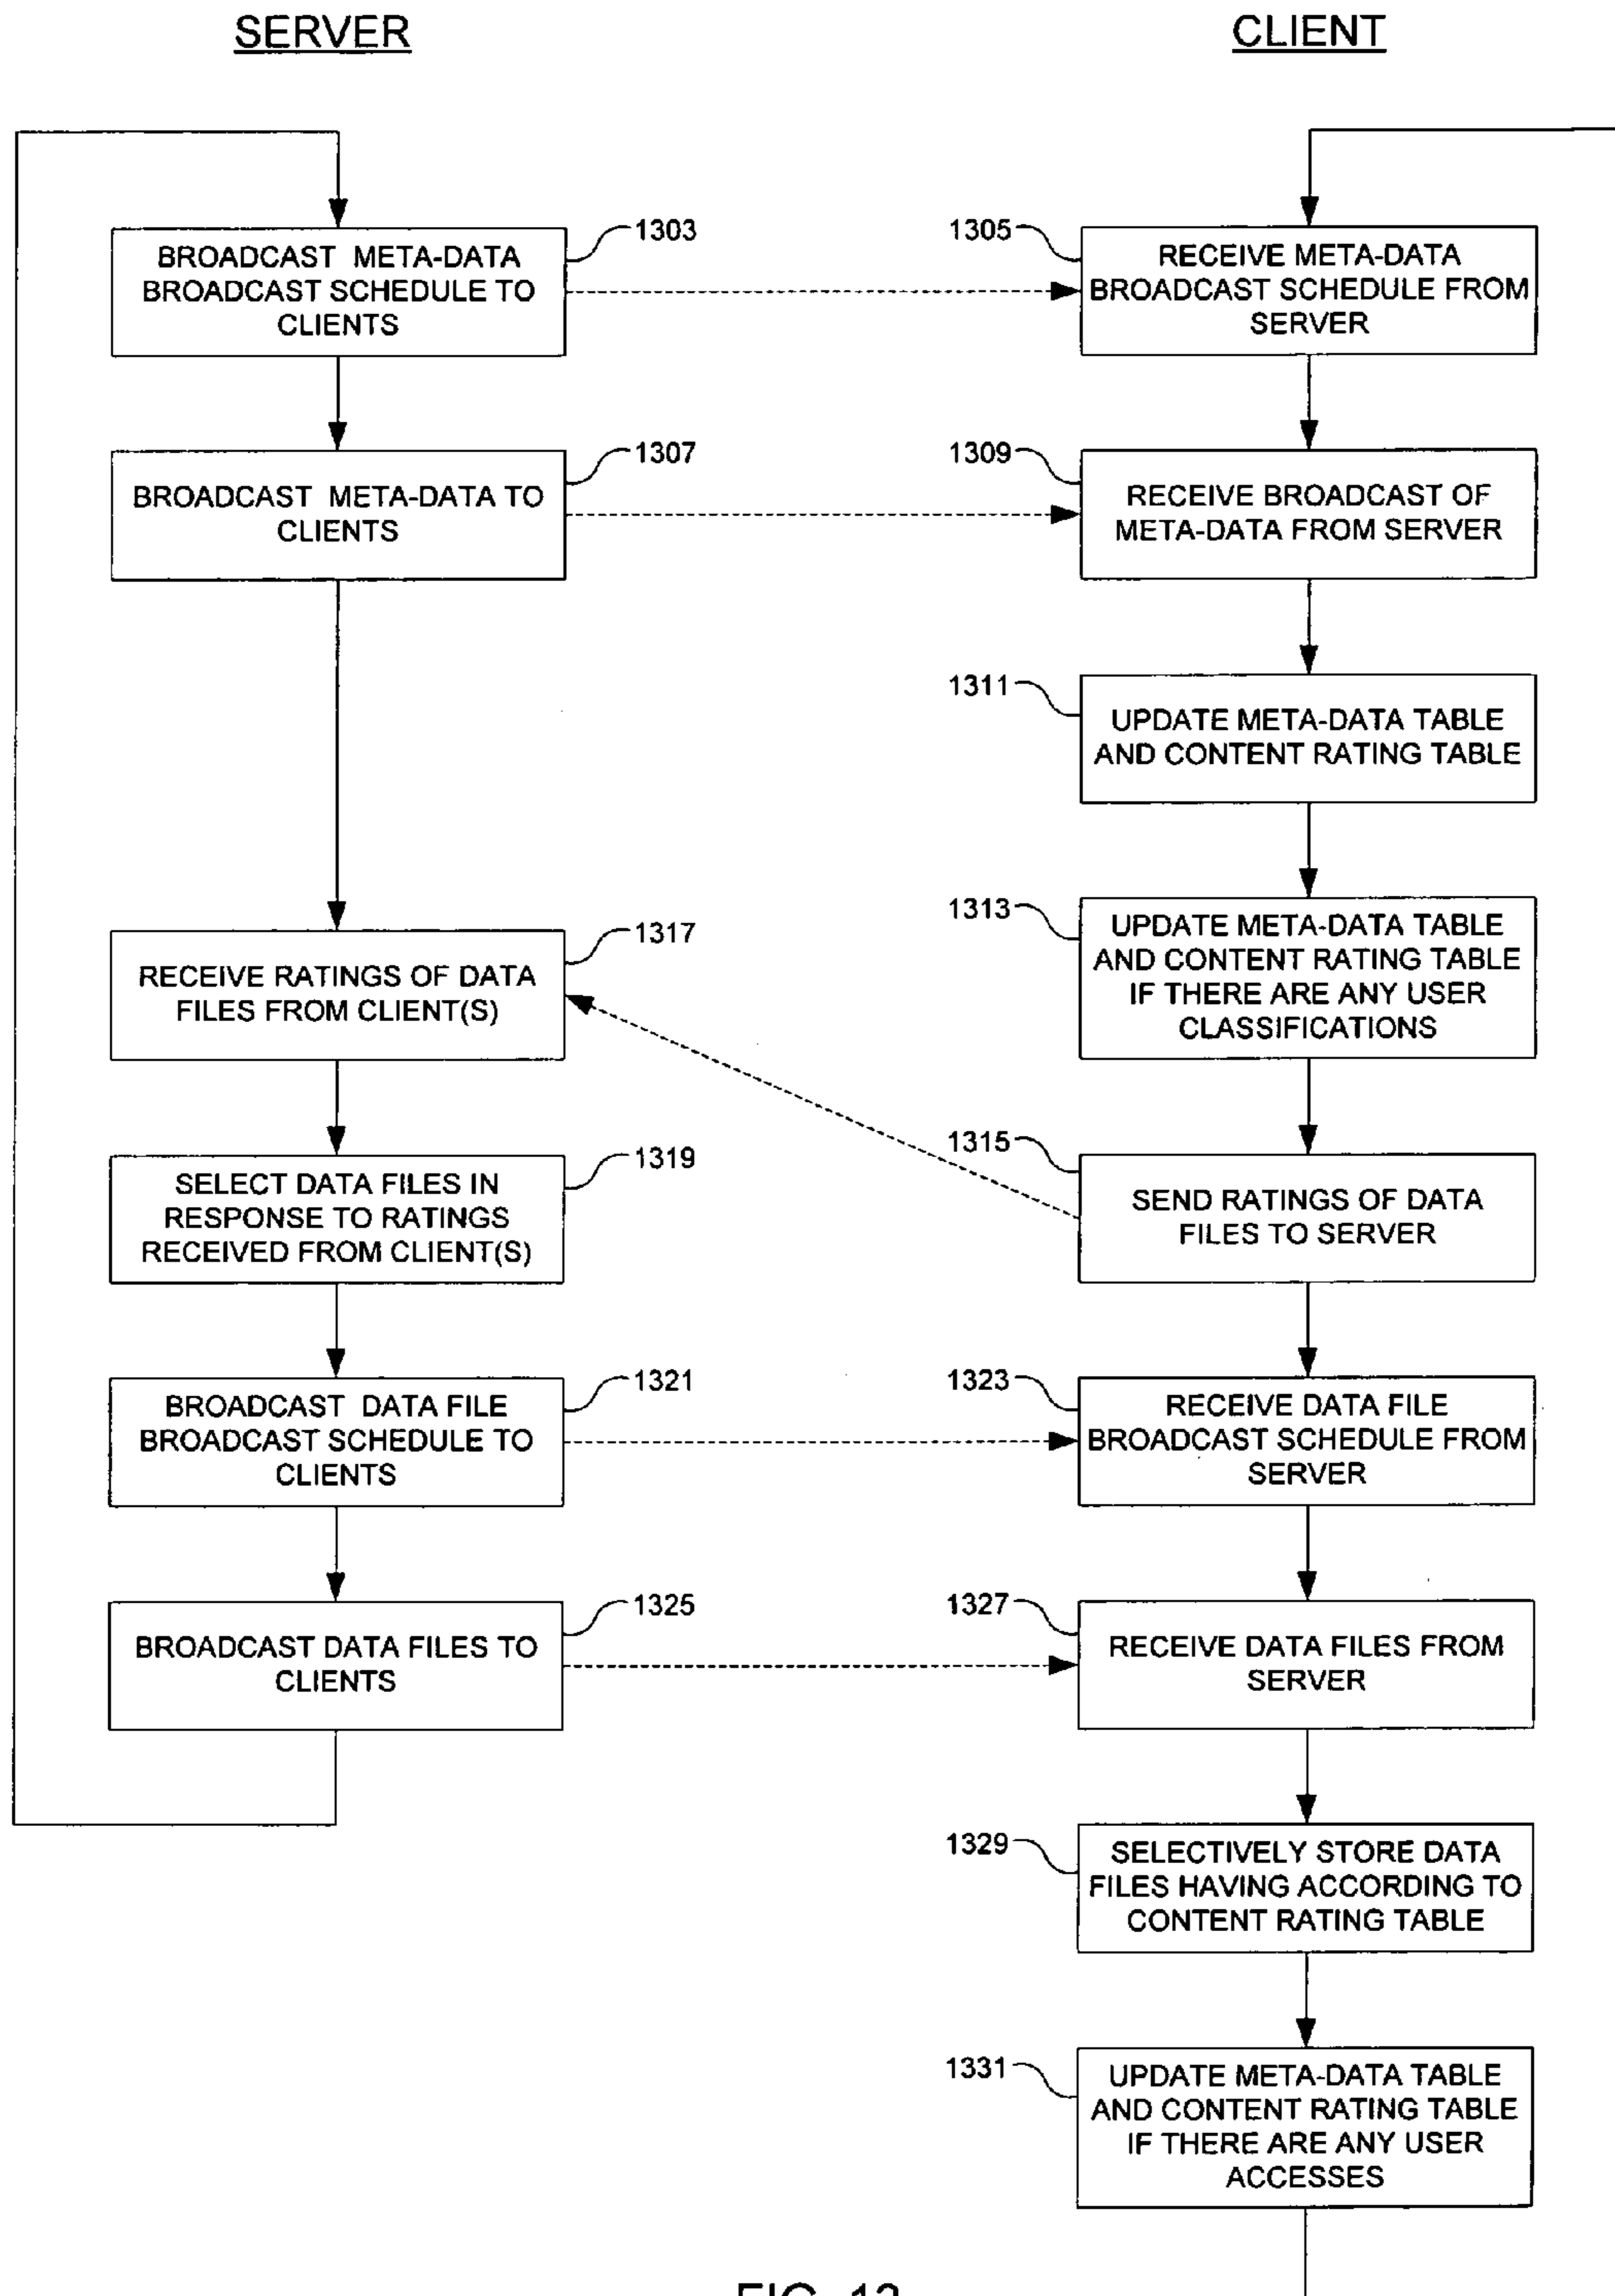 SERVER
CLIENT
1303
BROADCAST META-DATA
BROADCAST SCHEDULE TO
CLIENTS
1305
RECEIVE META-DATA
BROADCAST SCHEDULE FROM
SERVER
1307
BROADCAST META-DATA TO
CLIENTS
1309
RECEIVE BROADCAST OF
META-DATA FROM SERVER
1311
UPDATE META-DATA TABLE
AND CONTENT RATING TABLE
1313
UPDATE META-DATA TABLE
AND CONTENT RATING TABLE
IF THERE ARE ANY USER
CLASSIFICATIONS
1317
RECEIVE RATINGS OF DATA
FILES FROM CLIENT(S)
1315
SEND RATINGS OF DATA
FILES TO SERVER
1319
SELECT DATA FILES IN
RESPONSE TO RATINGS
RECEIVED FROM CLIENT(S)
1321
BROADCAST DATA FILE
BROADCAST SCHEDULE TO
CLIENTS
1323
RECEIVE DATA FILE
BROADCAST SCHEDULE FROM
SERVER
1325
BROADCAST DATA FILES TO
CLIENTS
1327
RECEIVE DATA FILES FROM
SERVER
1329
SELECTIVELY STORE DATA
FILES HAVING ACCORDING TO
CONTENT RATING TABLE
1331
UPDATE META-DATA TABLE
AND CONTENT RATING TABLE
IF THERE ARE ANY USER
ACCESSES
FIG. 13